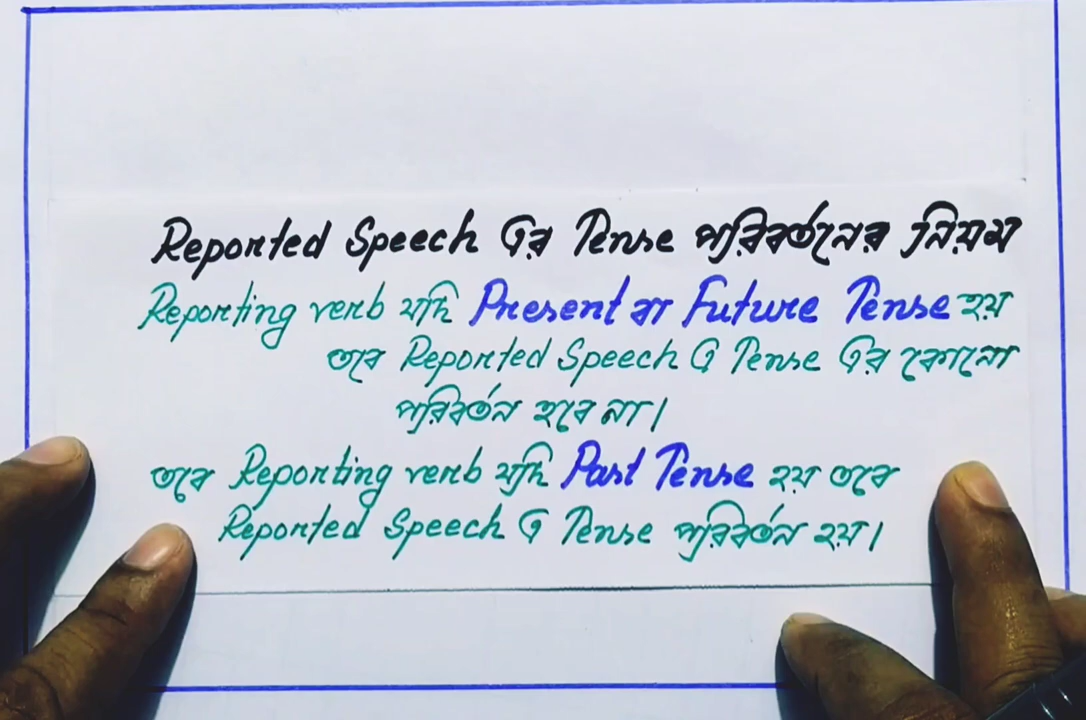 Reported Speech এর Tense পরিবর্তনের নিয়ম
Reporting verb যদি Present বা Future Tense হয়
তবে Reported Speech এ Tense এর কোনো
পরিবর্তন হবে না।
তবে Reporting verb যদি Past Tense হয় তবে
Reported Speech এ Tense পরিবর্তন হয়।